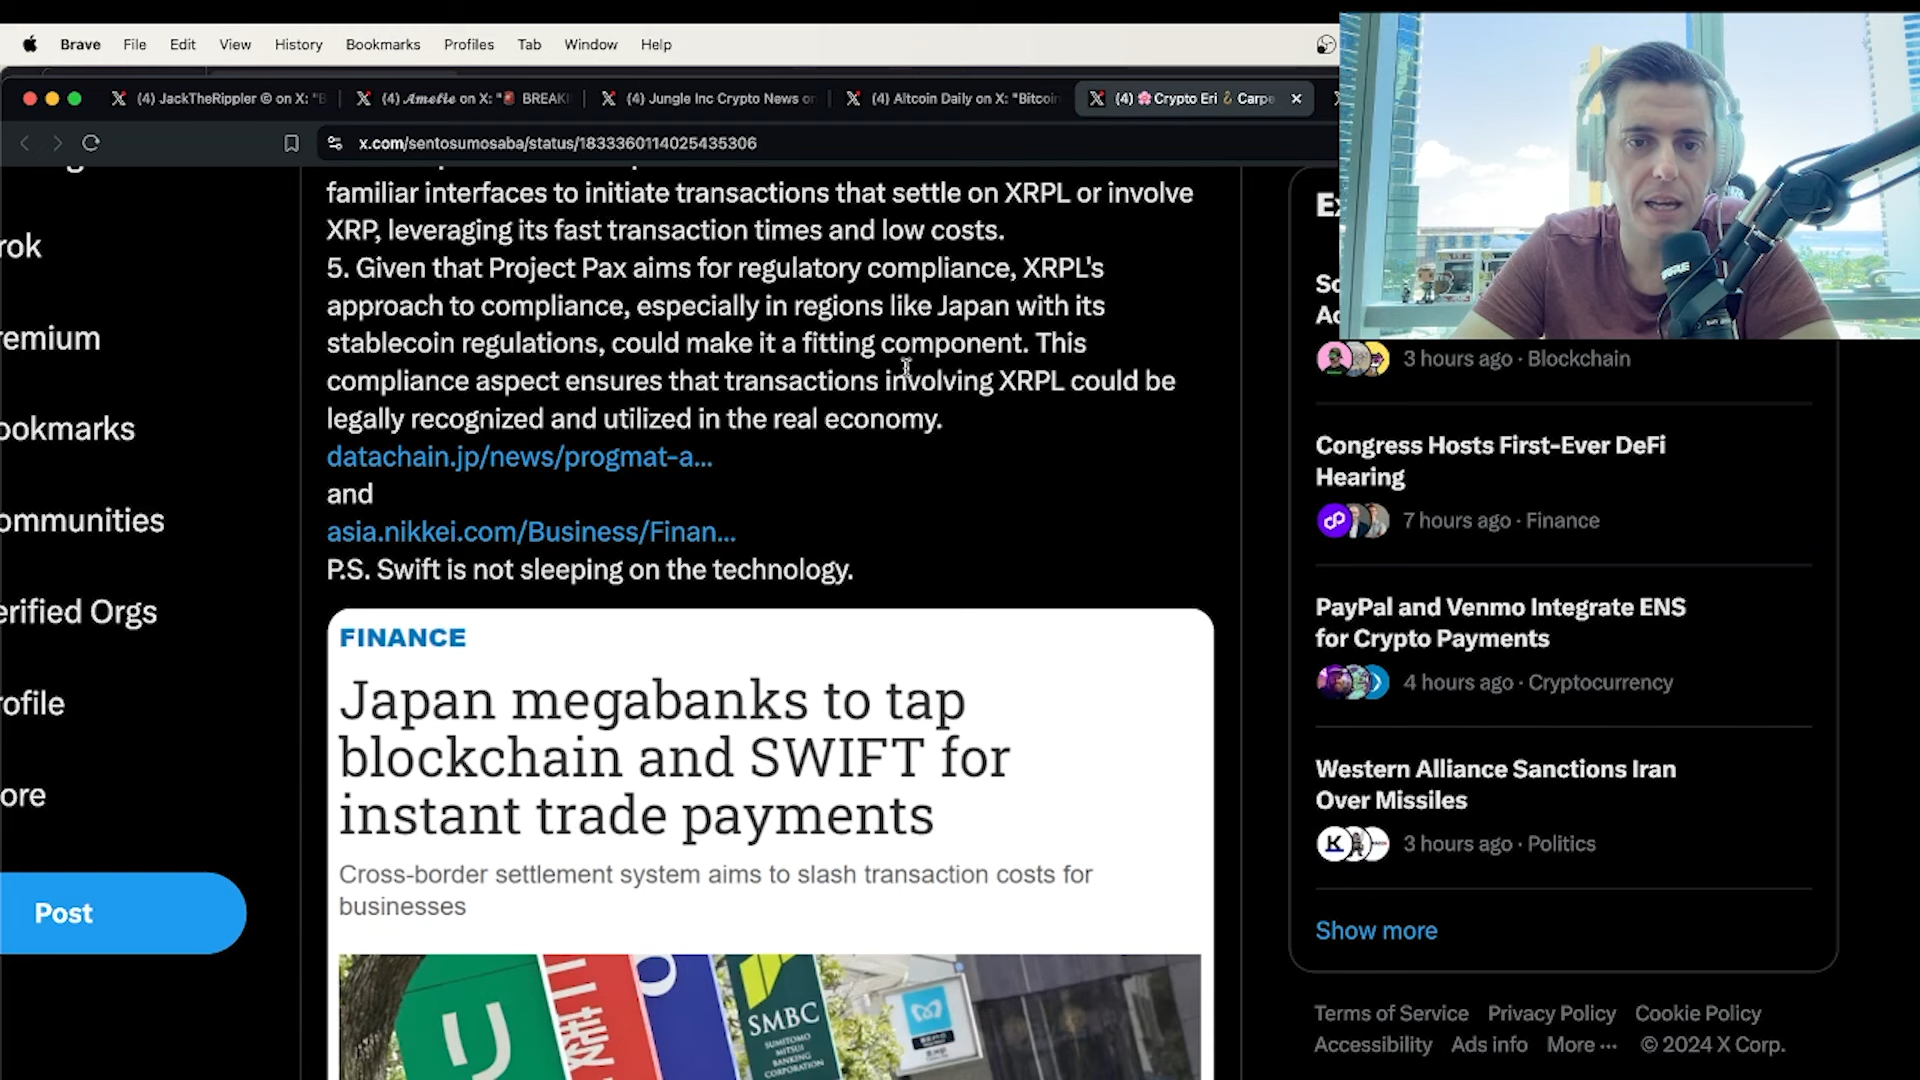 Brave File Edit View History Bookmarks Profiles Tab Window Help
(4) JackTheRippler © on X: "B
(4) 𝓐𝓶𝓮𝓵𝓲𝓮 on X: "🚨 BREAKI
(4) Jungle Inc Crypto News on
(4) Altcoin Daily on X: "Bitcoin
(4) 🌸 Crypto Eri 🪝 Carpe
x.com/sentosumosaba/status/1833360114025435306
familiar interfaces to initiate transactions that settle on XRPL or involve
XRP, leveraging its fast transaction times and low costs.
5. Given that Project Pax aims for regulatory compliance, XRPL's
approach to compliance, especially in regions like Japan with its
stablecoin regulations, could make it a fitting component. This
compliance aspect ensures that transactions involving XRPL could be
legally recognized and utilized in the real economy.
datachain.jp/news/progmat-a...
and
asia.nikkei.com/Business/Finan...
P.S. Swift is not sleeping on the technology.
FINANCE
Japan megabanks to tap
blockchain and SWIFT for
instant trade payments
Cross-border settlement system aims to slash transaction costs for
businesses
SMBC
SUMITOMO
MITSUI
BANKING
CORPORATION
rok
remium
ookmarks
ommunities
erified Orgs
rofile
ore
Post
3 hours ago · Blockchain
Congress Hosts First-Ever DeFi
Hearing
7 hours ago · Finance
PayPal and Venmo Integrate ENS
for Crypto Payments
4 hours ago · Cryptocurrency
Western Alliance Sanctions Iran
Over Missiles
3 hours ago · Politics
Show more
Terms of Service Privacy Policy Cookie Policy
Accessibility Ads info More ··· © 2024 X Corp.